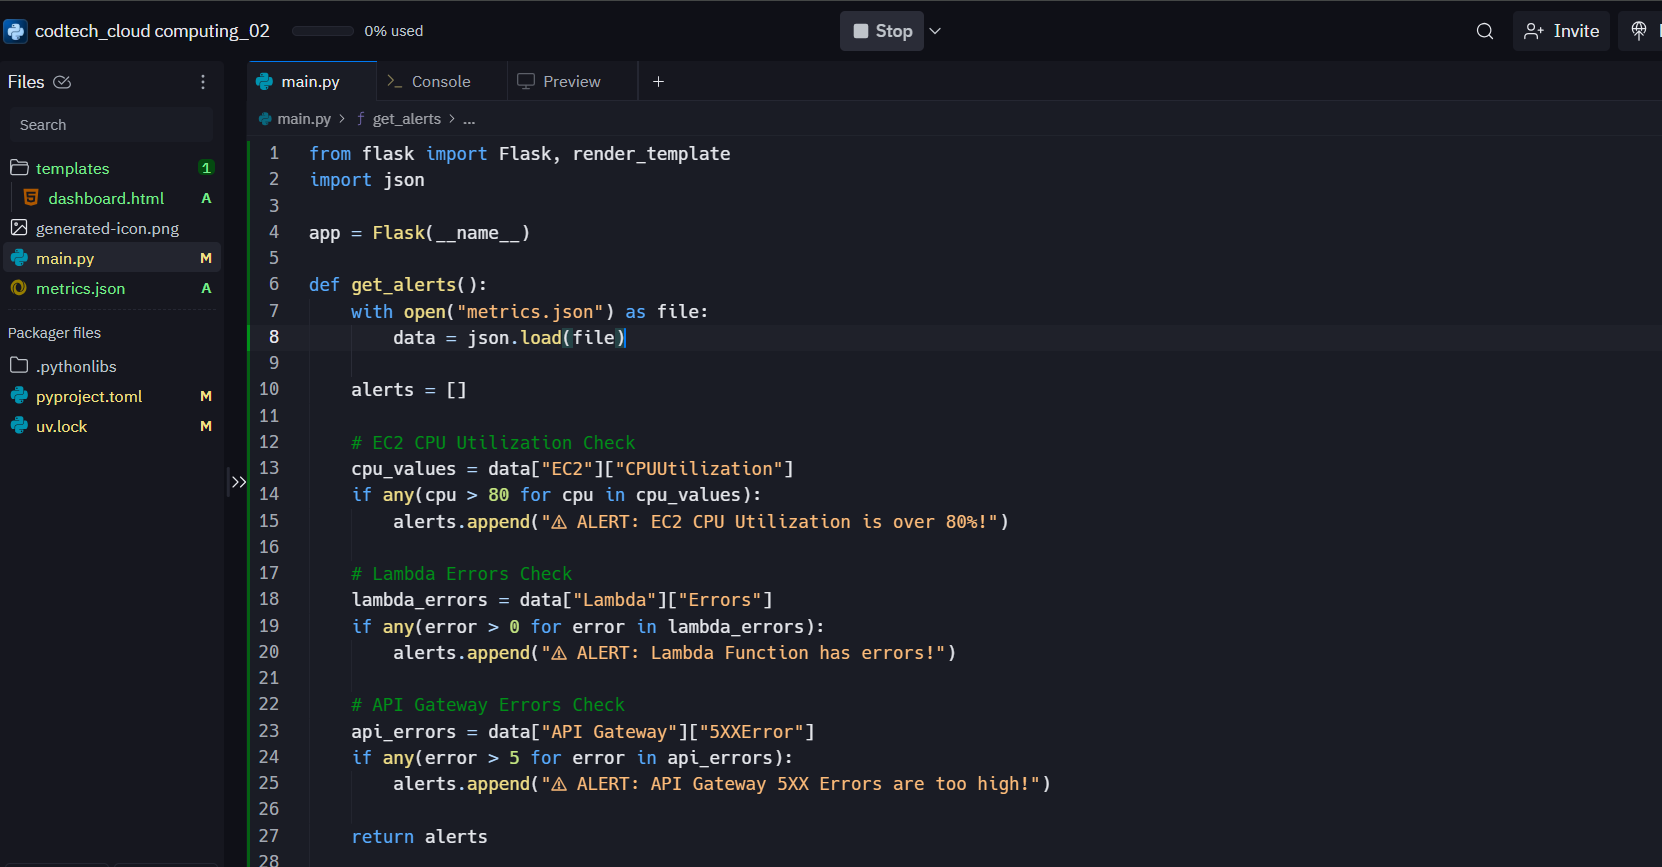 codtech_cloud computing_02 0% used Stop Invite
Files
Search
templates 1
dashboard.html A
generated-icon.png
main.py M
metrics.json A
Packager files
.pythonlibs
pyproject.toml M
uv.lock M
main.py Console Preview +
main.py > f get_alerts > ...
1 from flask import Flask, render_template
2 import json
3
4 app = Flask(__name__)
5
6 def get_alerts():
7     with open("metrics.json") as file:
8         data = json.load(file)
9
10     alerts = []
11
12     # EC2 CPU Utilization Check
13     cpu_values = data["EC2"]["CPUUtilization"]
14     if any(cpu > 80 for cpu in cpu_values):
15         alerts.append("⚠ ALERT: EC2 CPU Utilization is over 80%!")
16
17     # Lambda Errors Check
18     lambda_errors = data["Lambda"]["Errors"]
19     if any(error > 0 for error in lambda_errors):
20         alerts.append("⚠ ALERT: Lambda Function has errors!")
21
22     # API Gateway Errors Check
23     api_errors = data["API Gateway"]["5XXError"]
24     if any(error > 5 for error in api_errors):
25         alerts.append("⚠ ALERT: API Gateway 5XX Errors are too high!")
26
27     return alerts
28